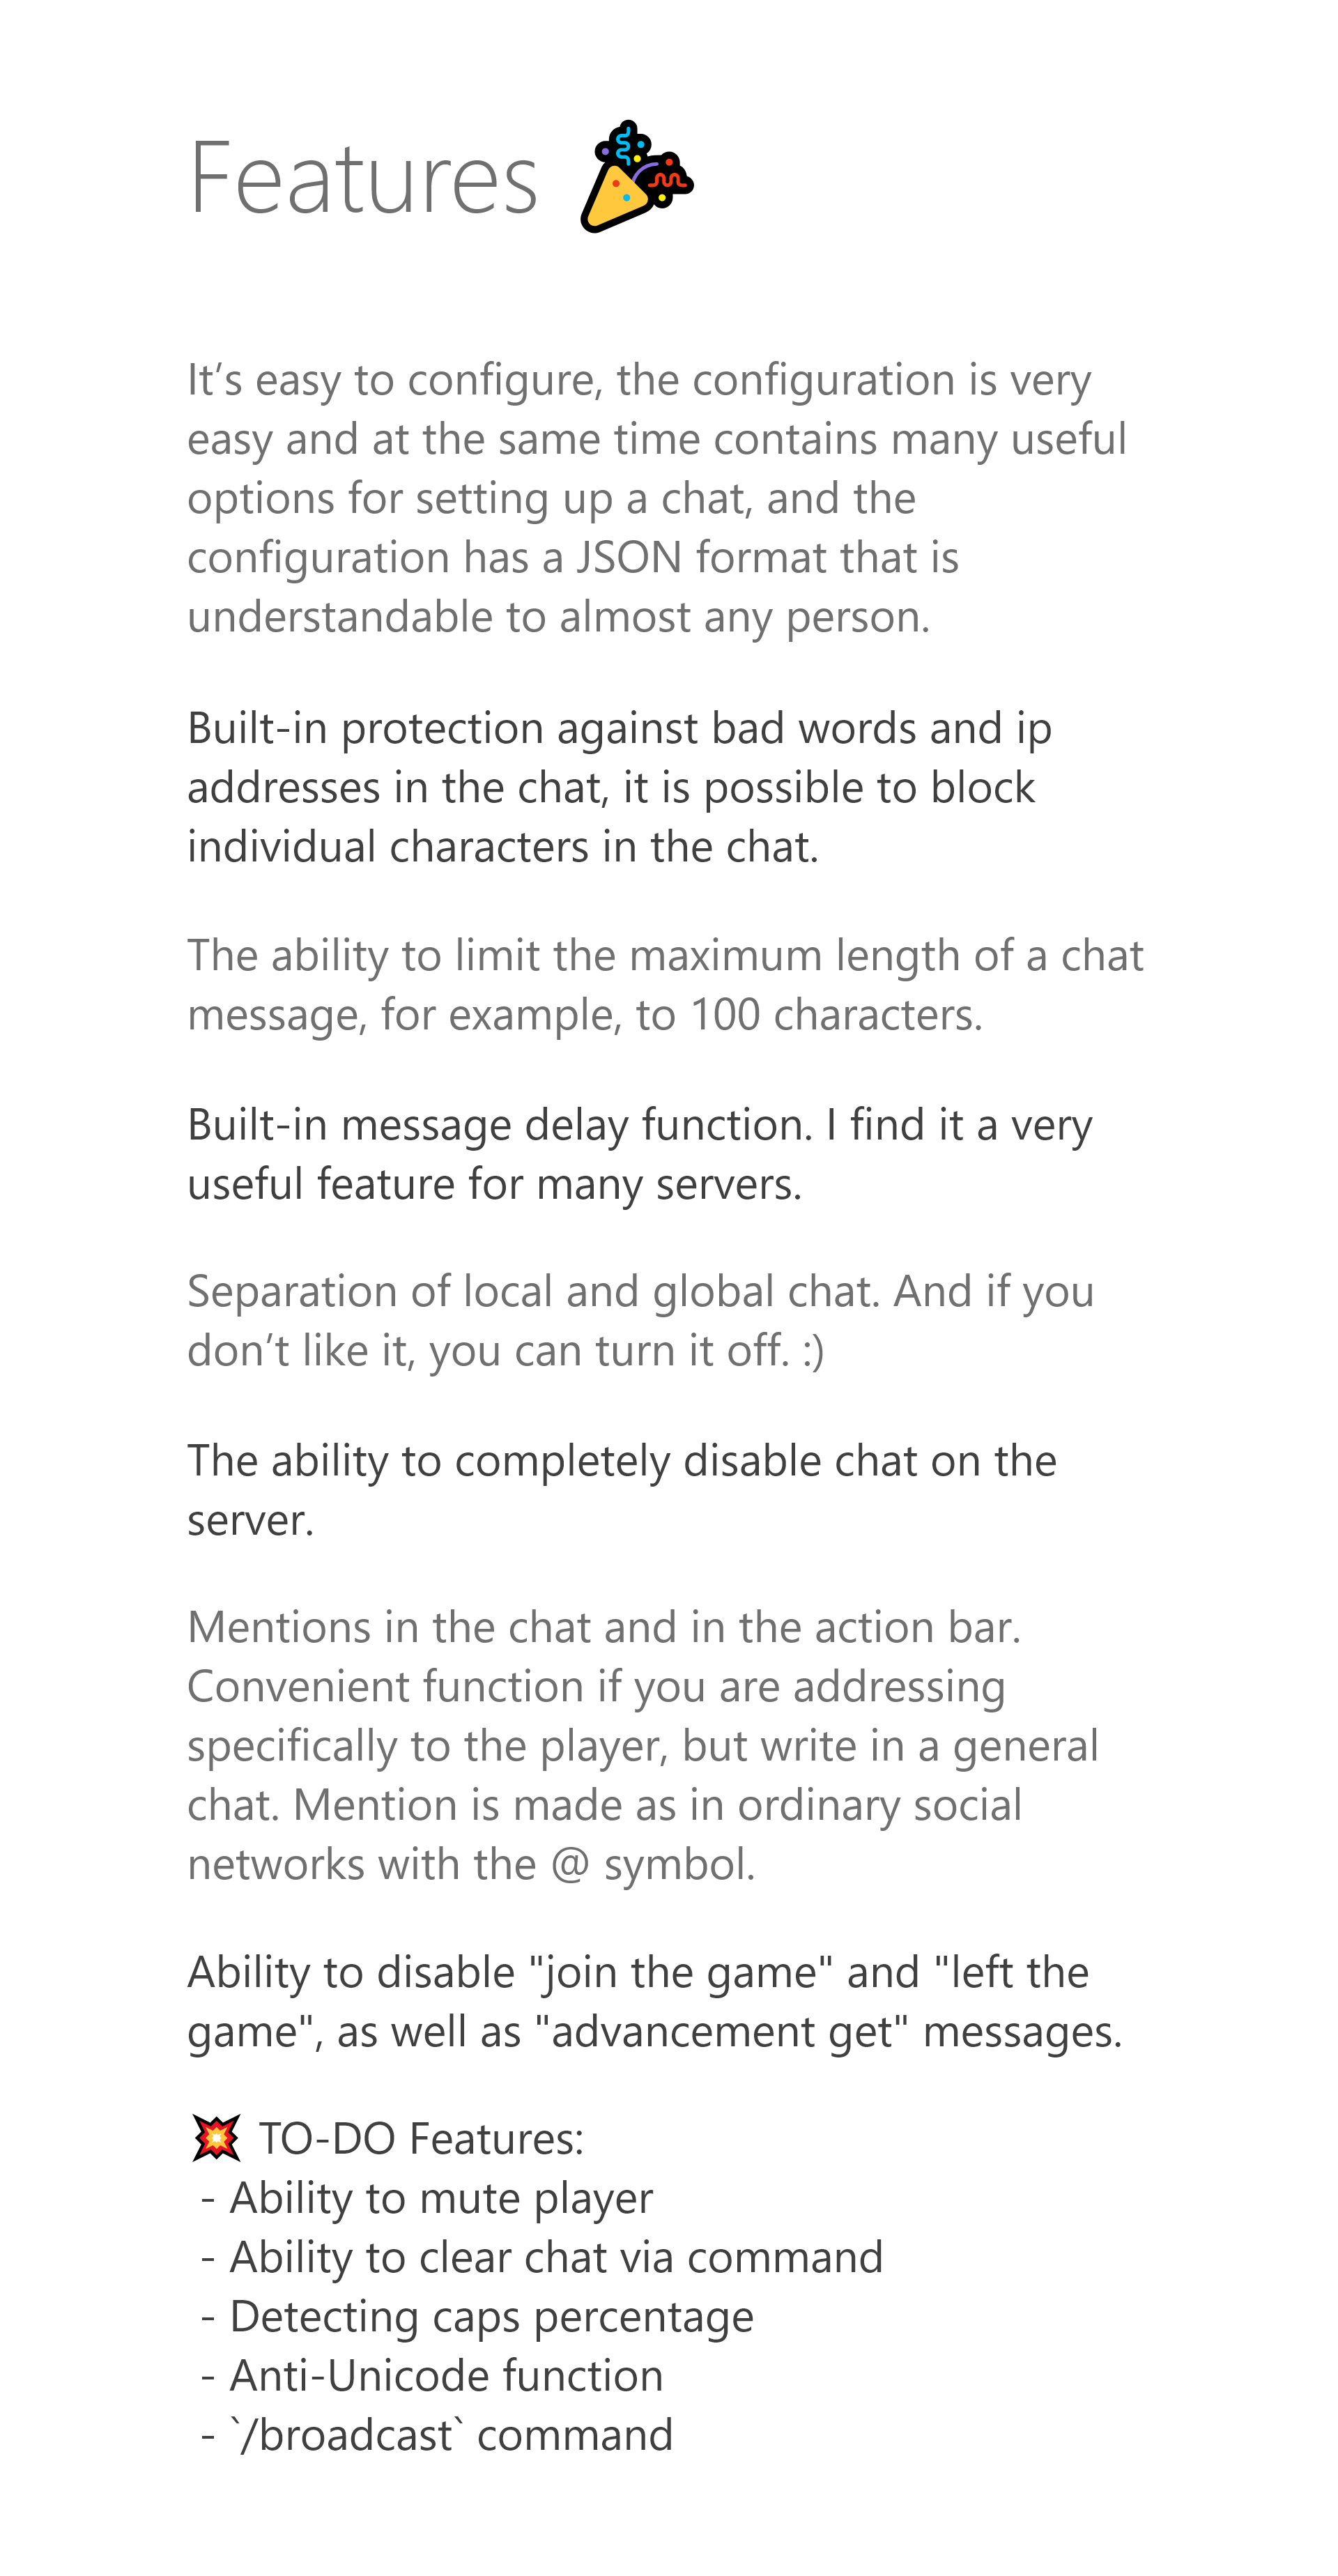 Features 🎉
It’s easy to configure, the configuration is very
easy and at the same time contains many useful
options for setting up a chat, and the
configuration has a JSON format that is
understandable to almost any person.
Built-in protection against bad words and ip
addresses in the chat, it is possible to block
individual characters in the chat.
The ability to limit the maximum length of a chat
message, for example, to 100 characters.
Built-in message delay function. I find it a very
useful feature for many servers.
Separation of local and global chat. And if you
don’t like it, you can turn it off. :)
The ability to completely disable chat on the
server.
Mentions in the chat and in the action bar.
Convenient function if you are addressing
specifically to the player, but write in a general
chat. Mention is made as in ordinary social
networks with the @ symbol.
Ability to disable "join the game" and "left the
game", as well as "advancement get" messages.
💥 TO-DO Features:
- Ability to mute player
- Ability to clear chat via command
- Detecting caps percentage
- Anti-Unicode function
- `/broadcast` command